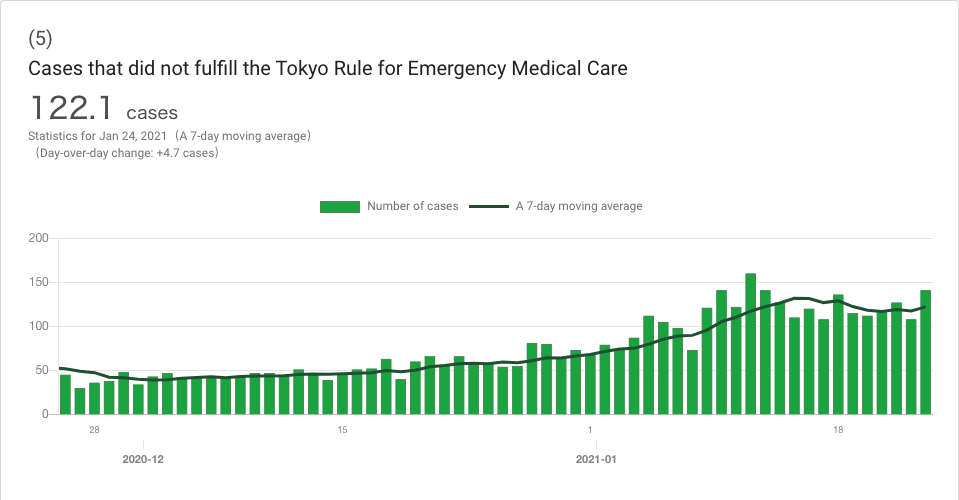 (5)
Cases that did not fulfill the Tokyo Rule for Emergency Medical Care
122.1 cases
Statistics for Jan 24, 2021（A 7-day moving average）
（Day-over-day change: +4.7 cases）
Number of cases A 7-day moving average
200
150
100
50
0
28 15 1 18
2020-12 2021-01